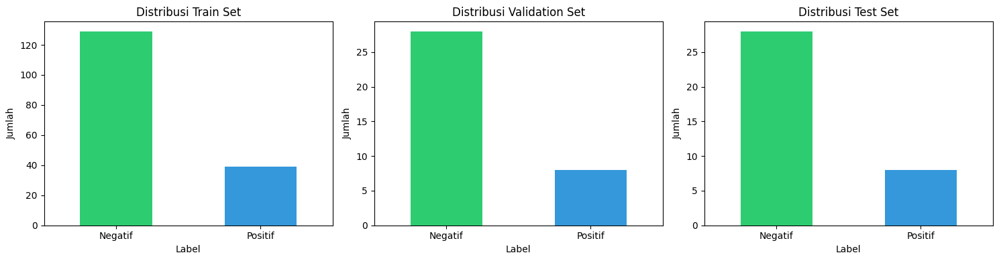 Distribusi Train Set
Jumlah
120
100
80
60
40
20
0
Negatif
Positif
Label
Distribusi Validation Set
Jumlah
25
20
15
10
5
0
Negatif
Positif
Label
Distribusi Test Set
Jumlah
25
20
15
10
5
0
Negatif
Positif
Label